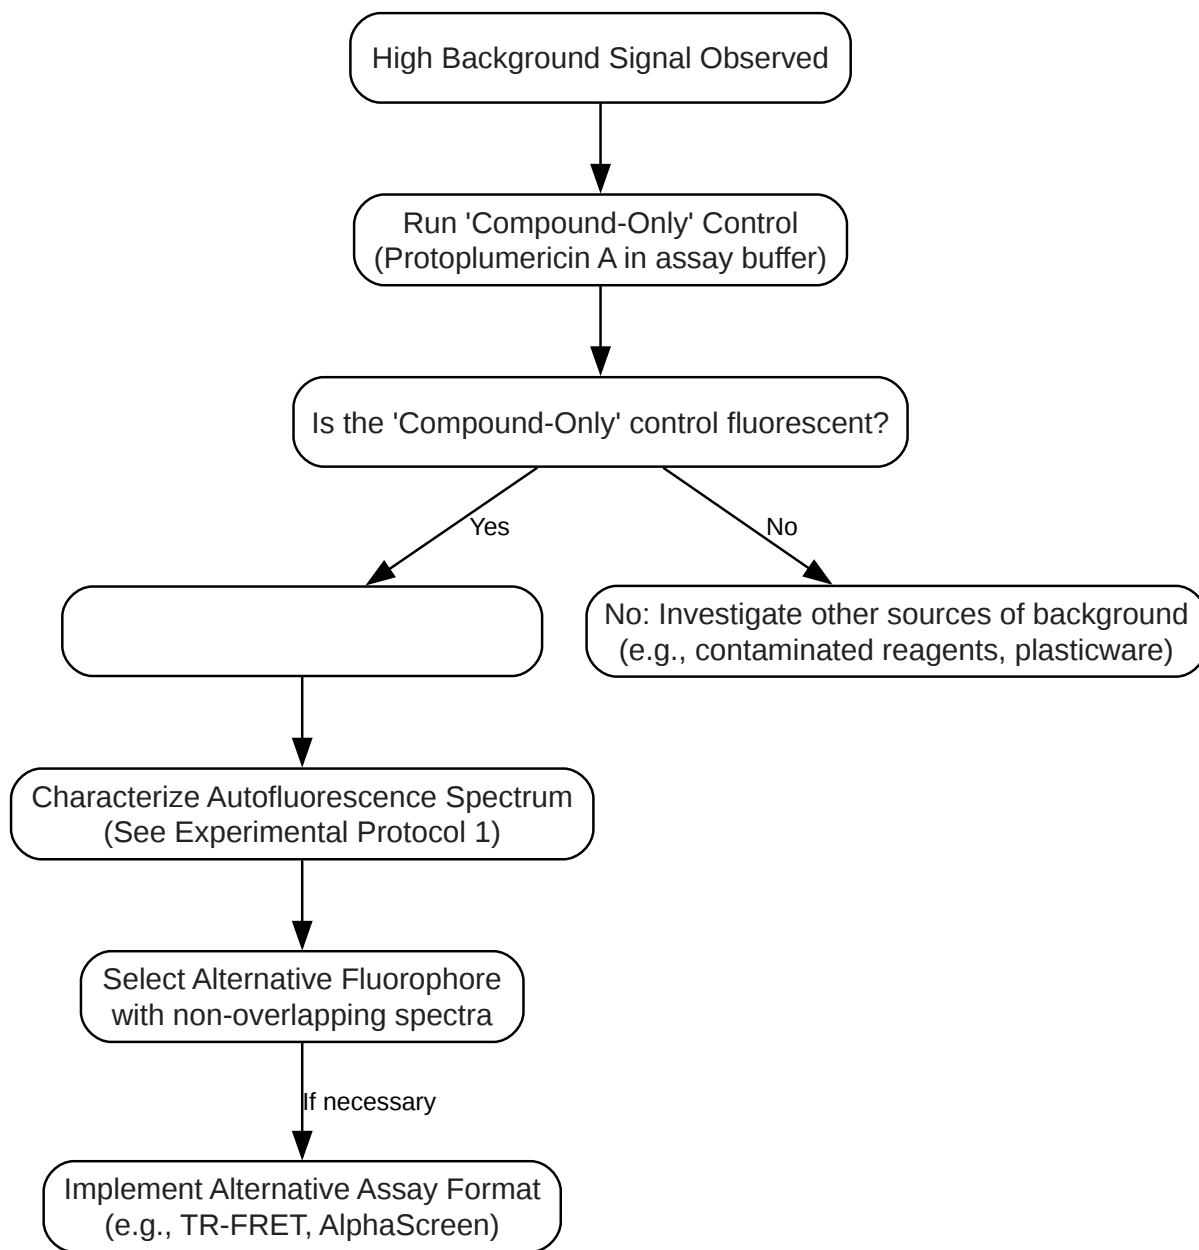 High Background Signal Observed
Run 'Compound-Only' Control
(Protoplumericin A in assay buffer)
Is the 'Compound-Only' control fluorescent?
Yes
No
No: Investigate other sources of background
(e.g., contaminated reagents, plasticware)
Characterize Autofluorescence Spectrum
(See Experimental Protocol 1)
Select Alternative Fluorophore
with non-overlapping spectra
If necessary
Implement Alternative Assay Format
(e.g., TR-FRET, AlphaScreen)